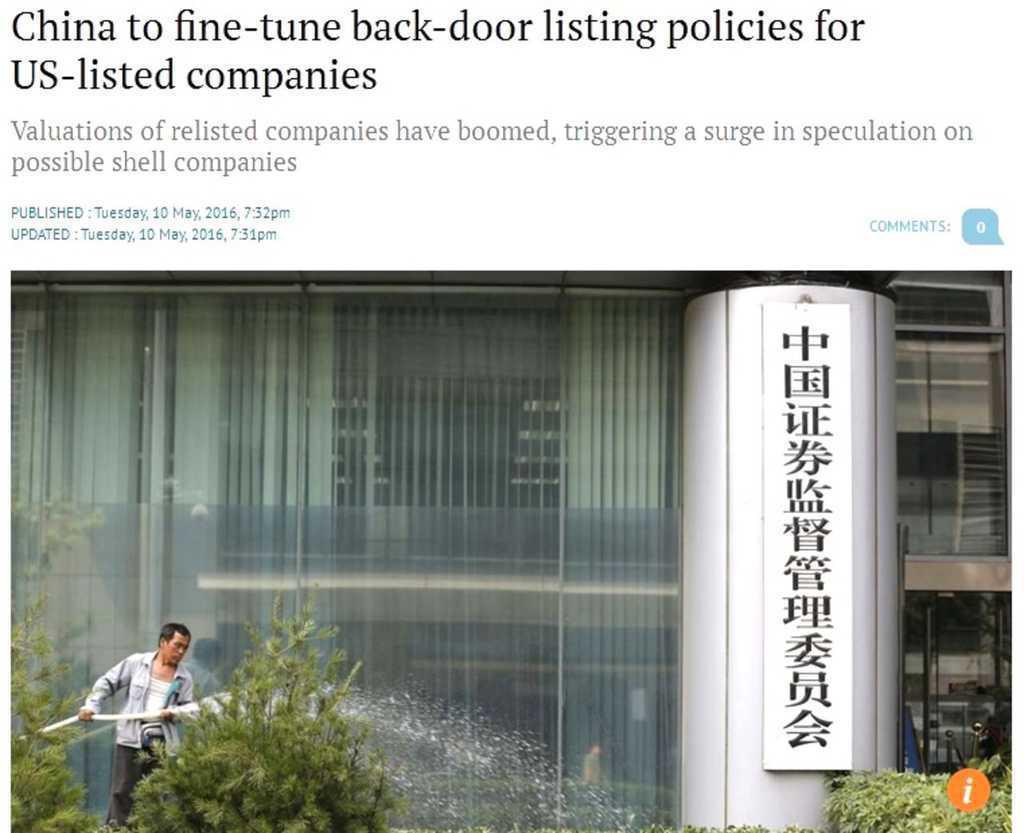 China to fine-tune back-door listing policies for
US-listed companies
Valuations of relisted companies have boomed, triggering a surge in speculation on
possible shell companies
PUBLISHED : Tuesday, 10 May, 2016, 7:32pm
UPDATED : Tuesday, 10 May, 2016, 7:31pm
COMMENTS: 0
中国证券监督管理委员会
i